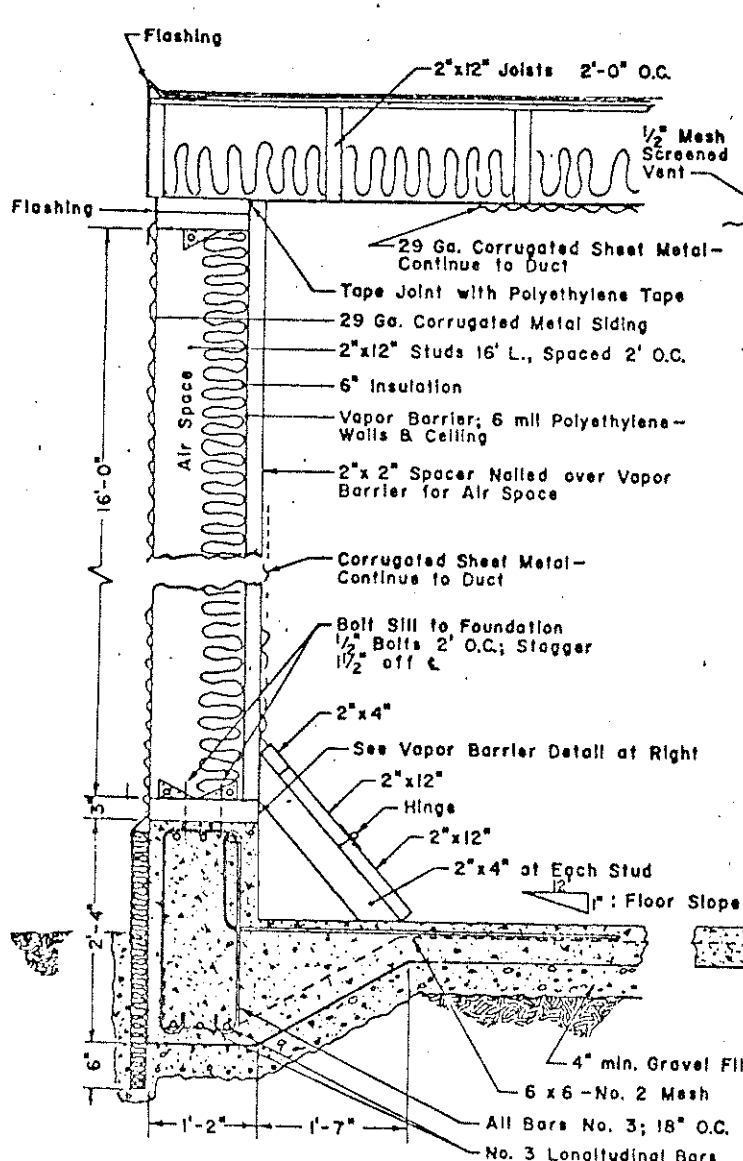 Flashing
2"x12" Joists 2'-0" O.C.
1/2" Mesh
Screened
Vent
Flashing
29 Ga. Corrugated Sheet Metal-
Continue to Duct
Tape Joint with Polyethylene Tape
29 Ga. Corrugated Metal Siding
2"x12" Studs 16' L., Spaced 2' O.C.
Air Space
6" Insulation
Vapor Barrier; 6 mil Polyethylene-
Walls & Ceiling
16'-0"
2"x 2" Spacer Nailed over Vapor
Barrier for Air Space
Corrugated Sheet Metal-
Continue to Duct
Bolt Sill to Foundation
1/2" Bolts 2' O.C.; Stagger
1 1/2" off ℄
2"x4"
See Vapor Barrier Detail at Right
2"x12"
Hinge
2"x12"
3"
2"x4" at Each Stud
12'
1" : Floor Slope
2'-4"
6"
4" min. Gravel Fil
6 x 6 -No. 2 Mesh
1'-2"
1'-7"
All Bars No. 3; 18" O.C.
No. 3 Longitudinal Bars